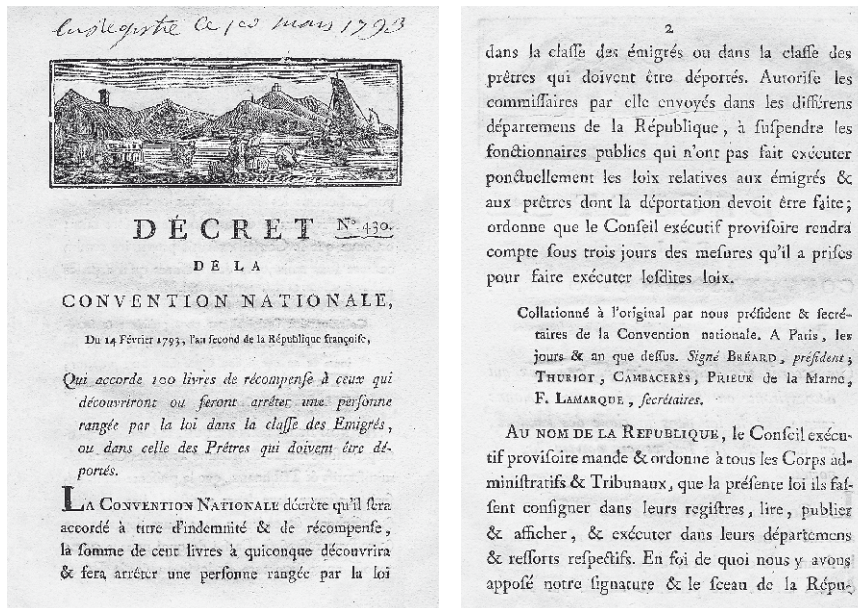 enregistré ce 1er mars 1793
DÉCRET No. 430.
DE LA
CONVENTION NATIONALE,
Du 14 Février 1793, l'an second de la République françoiſe,
Qui accorde 100 livres de récompenſe à ceux qui
découvriront ou feront arrêter une perſonne
rangée par la loi dans la claſſe des Emigrés,
ou dans celle des Prêtres qui doivent être dé-
portés.
LA CONVENTION NATIONALE décrète qu'il ſera
accordé à titre d'indemnité & de récompenſe,
la ſomme de cent livres à quiconque découvrira
& fera arrêter une perſonne rangée par la loi
2
dans la claſſe des émigrés ou dans la claſſe des
prêtres qui doivent être déportés. Autoriſe les
commiſſaires par elle envoyés dans les différens
départemens de la République, à ſuſpendre les
fonctionnaires publics qui n'ont pas fait exécuter
ponctuellement les loix relatives aux émigrés &
aux prêtres dont la déportation devoit être faite;
ordonne que le Conſeil exécutif proviſoire rendra
compte ſous trois jours des meſures qu'il a priſes
pour faire exécuter leſdites loix.
Collationné à l'original par nous préſident & ſecré-
taires de la Convention nationale. A Paris, les
jours & an que deſſus. Signé BRÉARD, préſident;
THURIOT, CAMBACERÈS, PRIEUR de la Marne,
F. LAMARQUE, ſecrétaires.
AU NOM DE LA REPUBLIQUE, le Conſeil exécu-
tif proviſoire mande & ordonne à tous les Corps ad-
miniſtratifs & Tribunaux, que la préſente loi ils faſ-
ſent conſigner dans leurs regiſtres, lire, publier
& afficher, & exécuter dans leurs départemens
& reſſorts reſpectifs. En foi de quoi nous y avons
appoſé notre ſignature & le ſceau de la Répu-